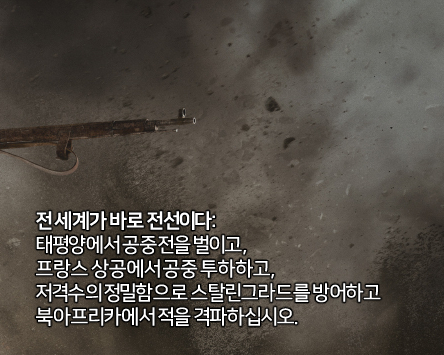 전 세계가 바로 전선이다:
태평양에서 공중전을 벌이고,
프랑스 상공에서 공중 투하하고,
저격수의 정밀함으로 스탈린그라드를 방어하고
북아프리카에서 적을 격파하십시오.